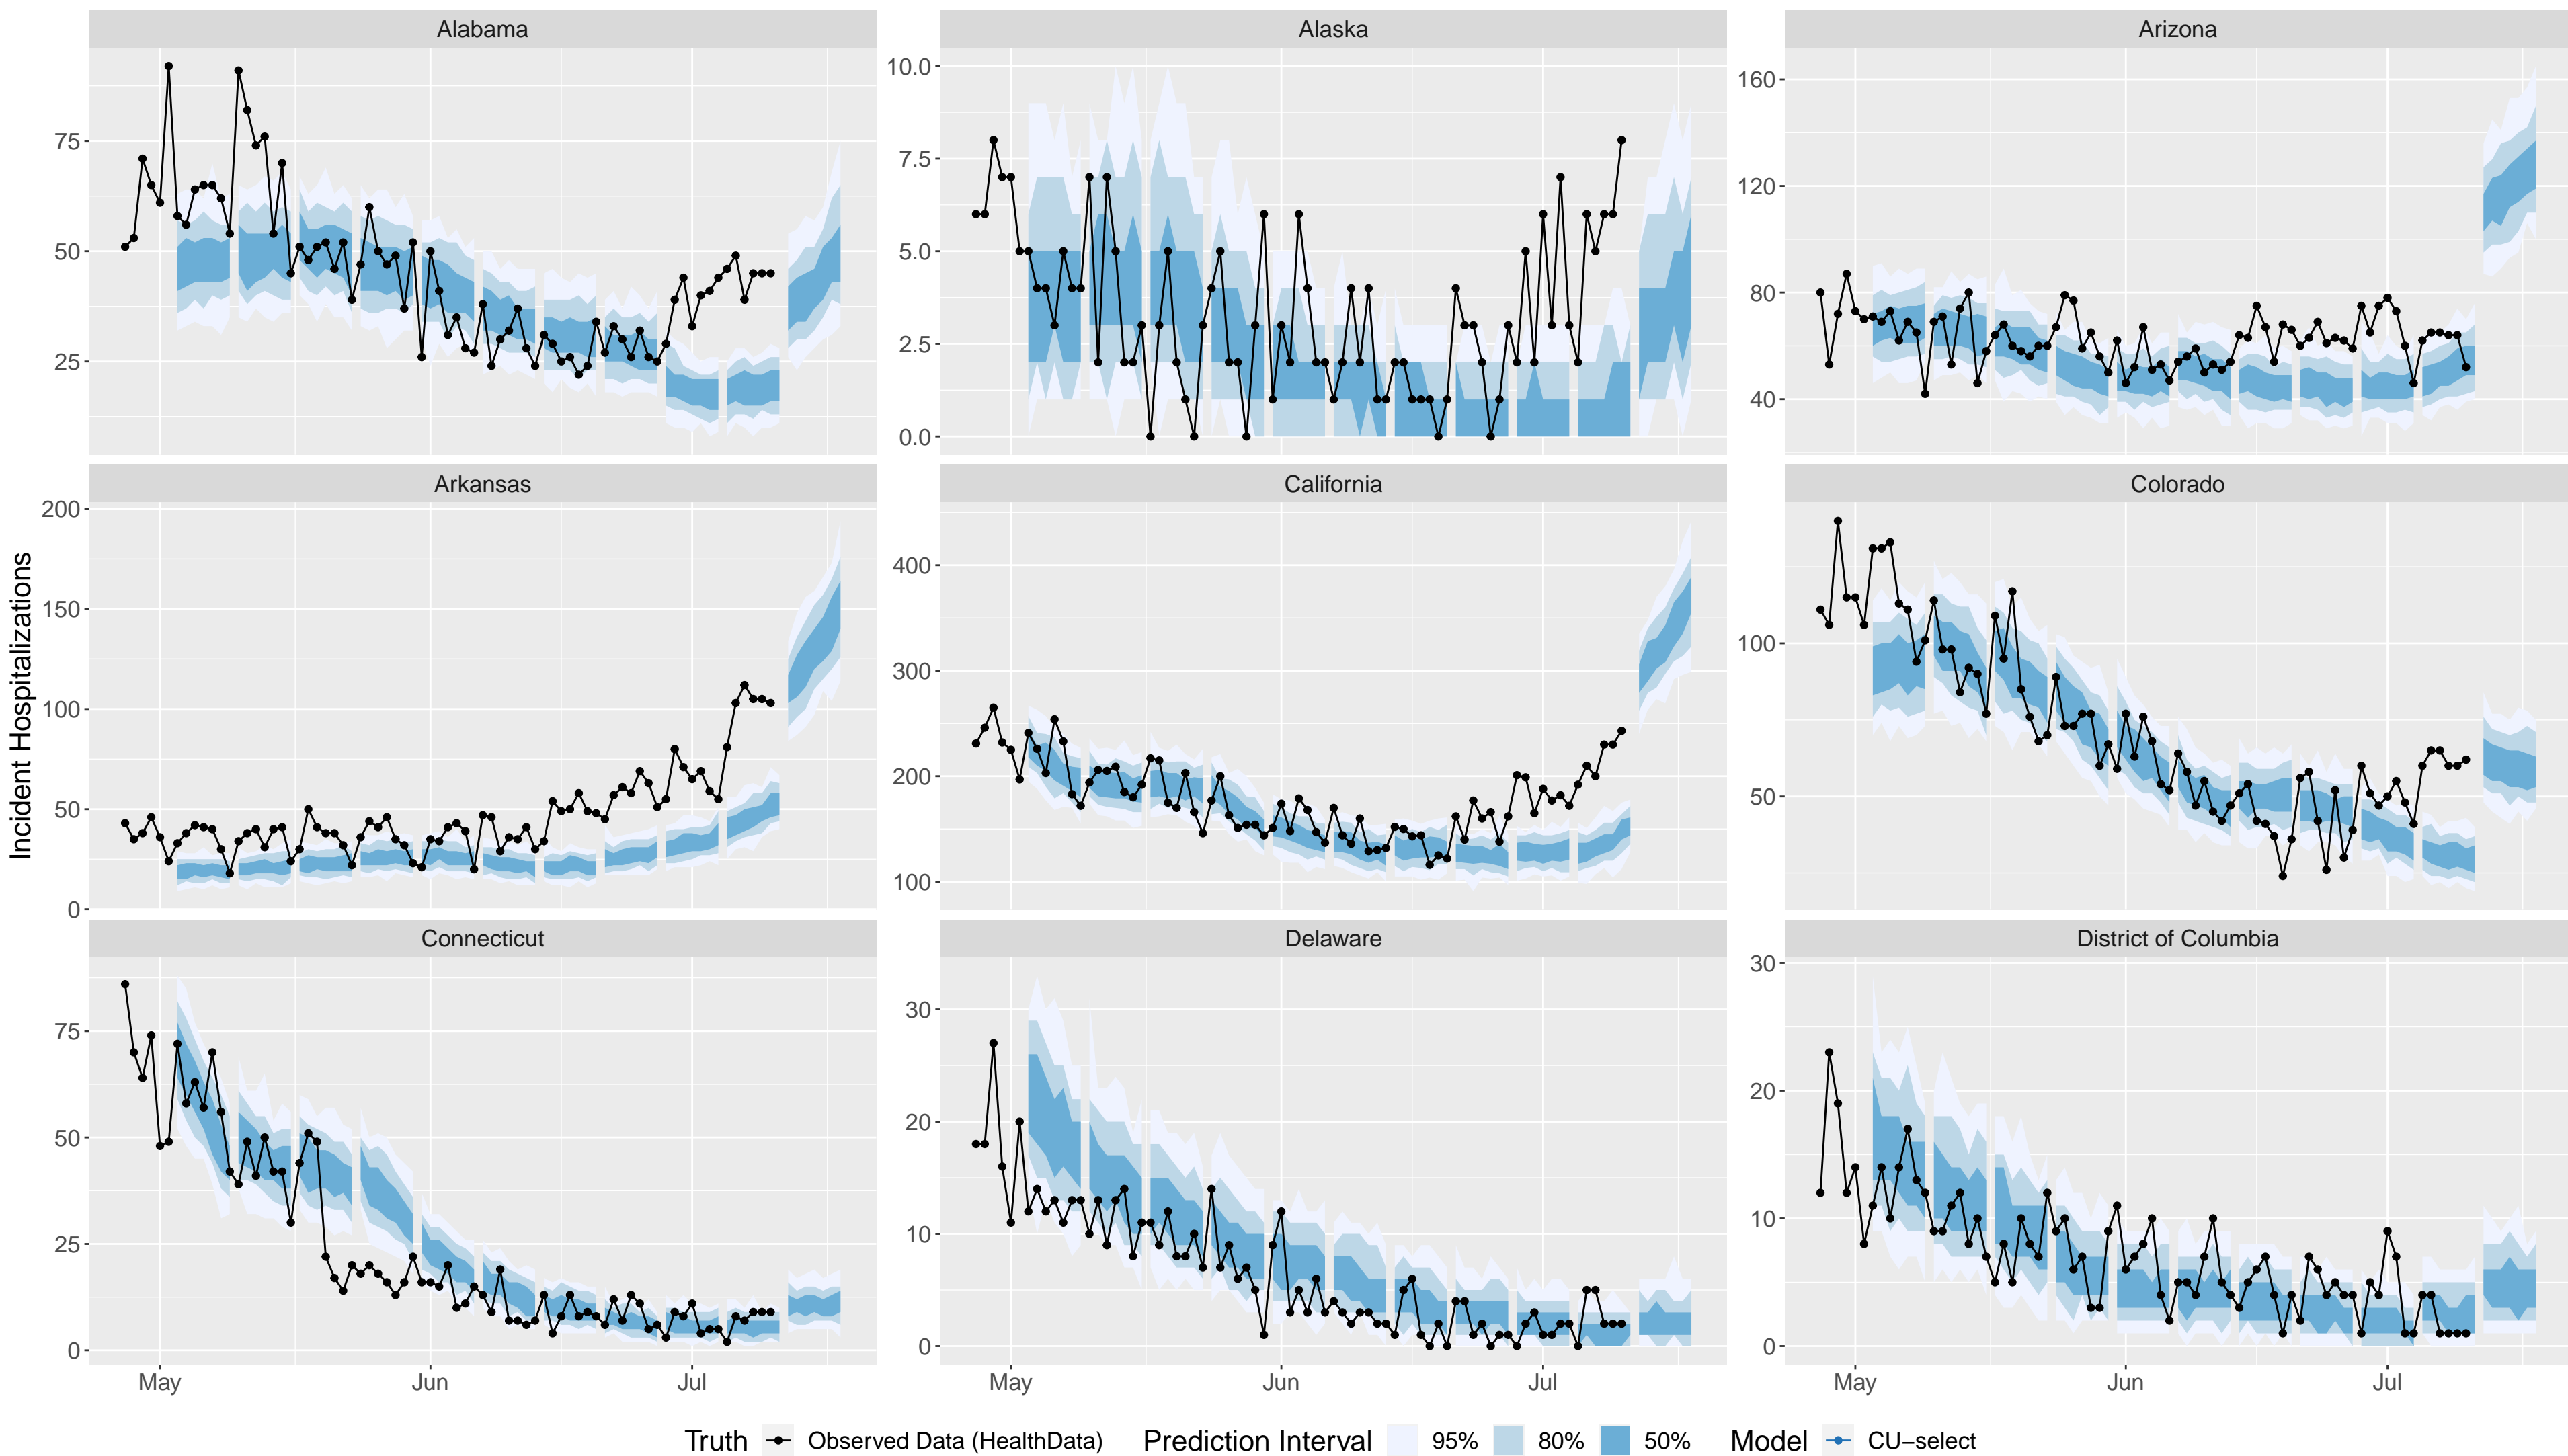 Alabama
Alaska
Arizona
75
50
25
10.0
7.5
5.0
2.5
0.0
160
120
80
40
Arkansas
California
Colorado
200
150
100
50
0
400
300
200
100
100
50
Incident Hospitalizations
Connecticut
Delaware
District of Columbia
75
50
25
0
30
20
10
0
30
20
10
0
May Jun Jul
May Jun Jul
May Jun Jul
Truth Observed Data (HealthData) Prediction Interval 95% 80% 50% Model CU−select